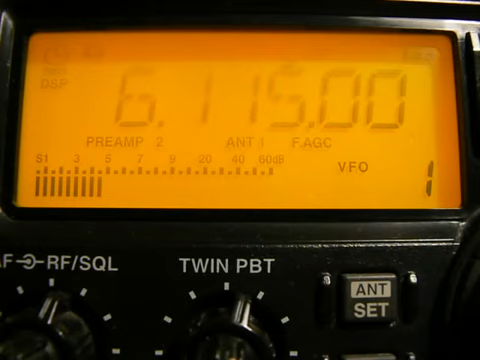 DSP
6.115.00
PREAMP 2 ANT 1 F.AGC
S1 3 5 7 9 20 40 60dB
VFO 1
AF RF/SQL TWIN PBT
ANT
SET